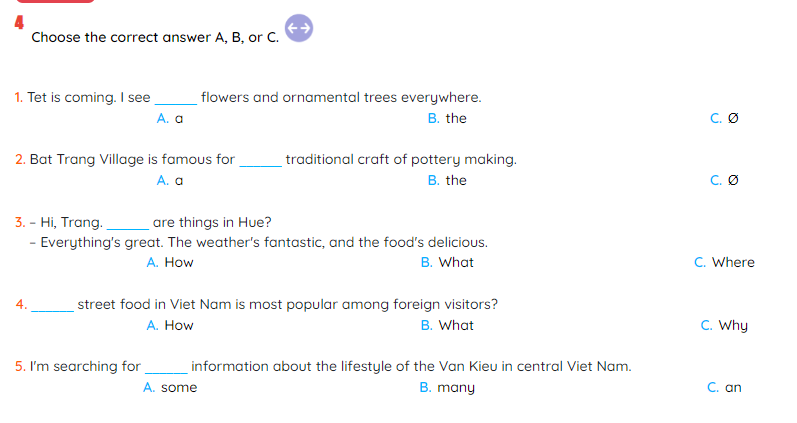 4
Choose the correct answer A, B, or C.
1. Tet is coming. I see ______ flowers and ornamental trees everywhere.
A. a B. the C. Ø
2. Bat Trang Village is famous for ______ traditional craft of pottery making.
A. a B. the C. Ø
3. – Hi, Trang. ______ are things in Hue?
– Everything's great. The weather's fantastic, and the food's delicious.
A. How B. What C. Where
4. ______ street food in Viet Nam is most popular among foreign visitors?
A. How B. What C. Why
5. I'm searching for ______ information about the lifestyle of the Van Kieu in central Viet Nam.
A. some B. many C. an